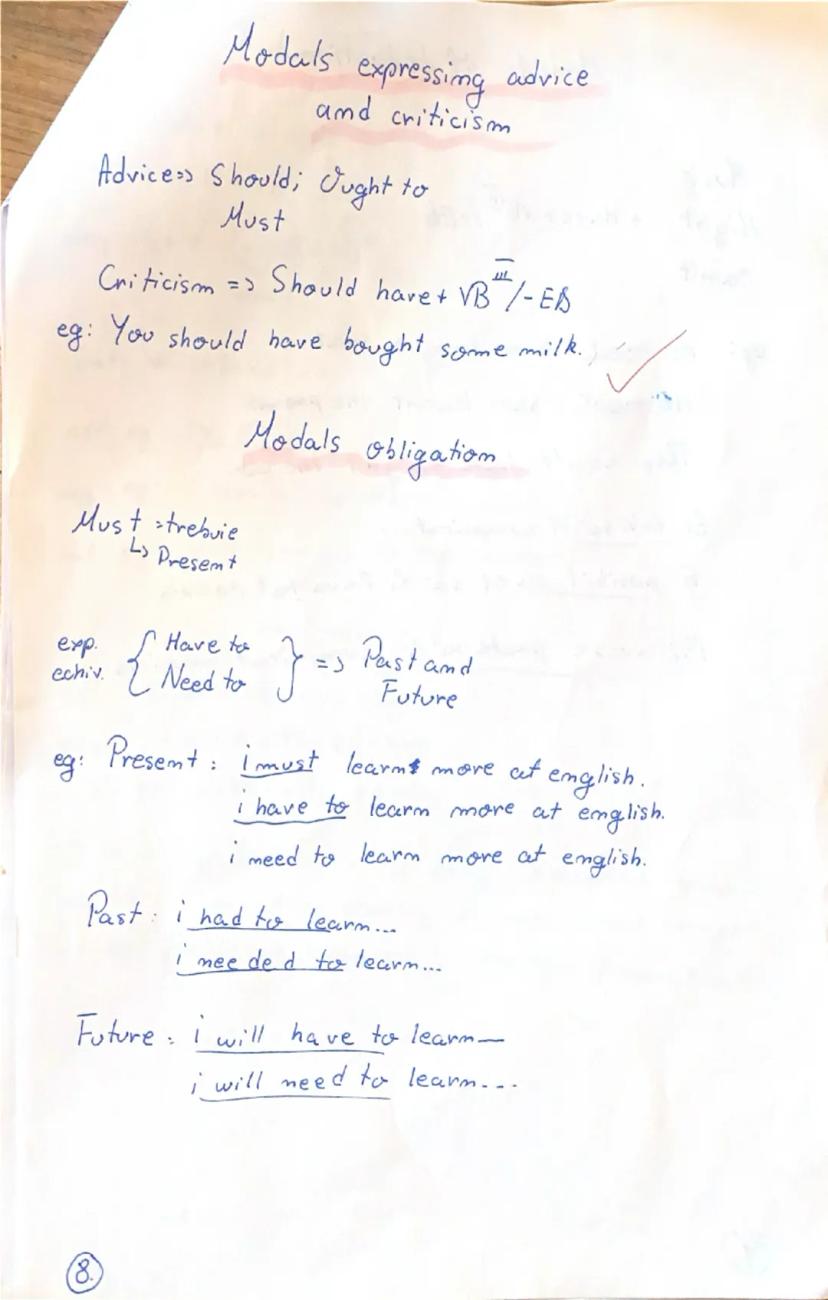 Modals expressing advice
and criticism
Advice => Should; Ought to
Must
Criticism => Should have + VB III / -ED
eg: You should have bought some milk.
Modals obligation
Must = trebuie
↳ Present
exp. echiv. { Have to
Need to } => Past and
Future
eg: Present: i must learn more at english.
i have to learn more at english.
i need to learn more at english.
Past: i had to learn...
i needed to learn...
Future: i will have to learn—
i will need to learn...
8.